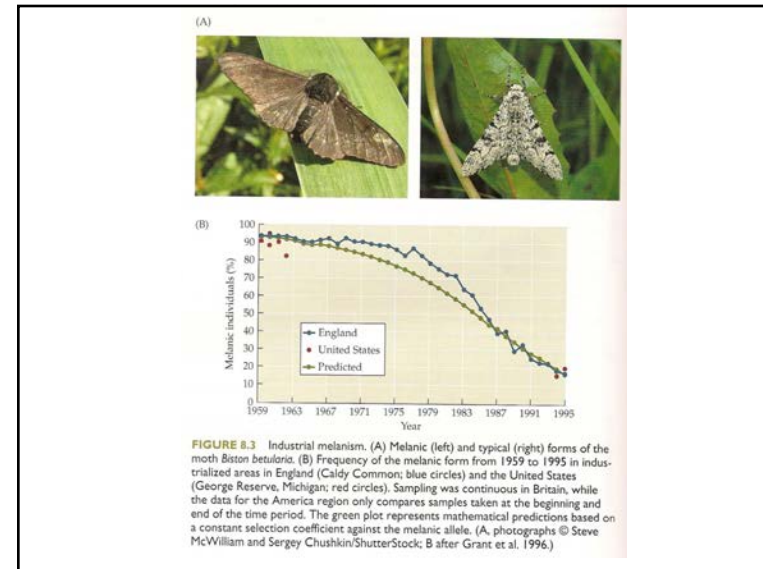 (A)
(B)
100
90
80
70
60
50
40
30
20
10
0
Melanic individuals (%)
England
United States
Predicted
1959 1963 1967 1971 1975 1979 1983 1987 1991 1995
Year
FIGURE 8.3 Industrial melanism. (A) Melanic (left) and typical (right) forms of the
moth Biston betularia. (B) Frequency of the melanic form from 1959 to 1995 in indus-
trialized areas in England (Caldy Common; blue circles) and the United States
(George Reserve, Michigan; red circles). Sampling was continuous in Britain, while
the data for the America region only compares samples taken at the beginning and
end of the time period. The green plot represents mathematical predictions based on
a constant selection coefficient against the melanic allele. (A, photographs © Steve
McWilliam and Sergey Chushkin/ShutterStock; B after Grant et al. 1996.)